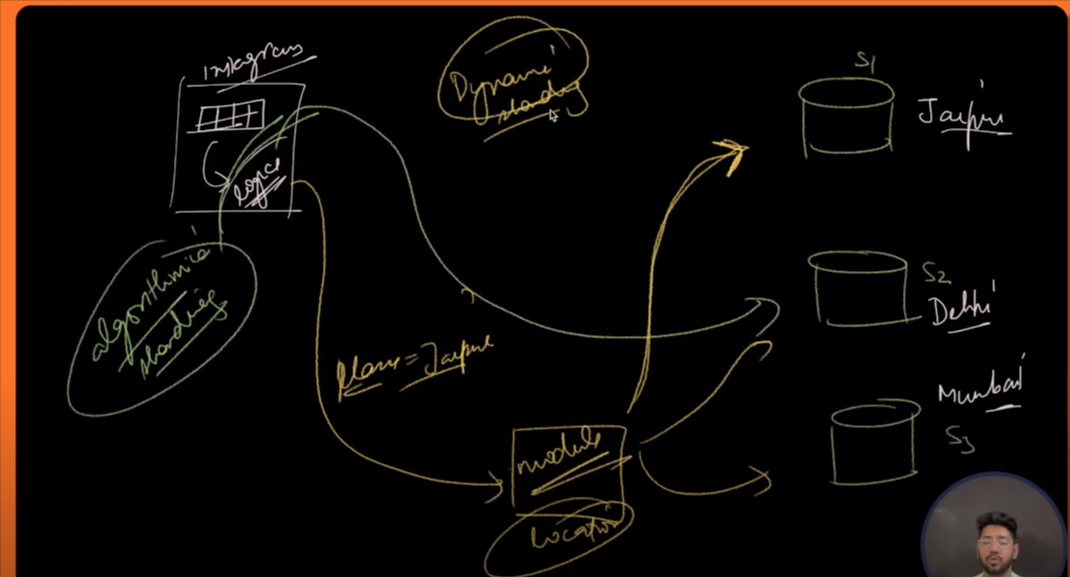 Instagram
Dynamic
sharding
S1
Jaipur
logic
algorithmic
sharding
S2
Delhi
Name = Jaipur
Mumbai
S3
module
location